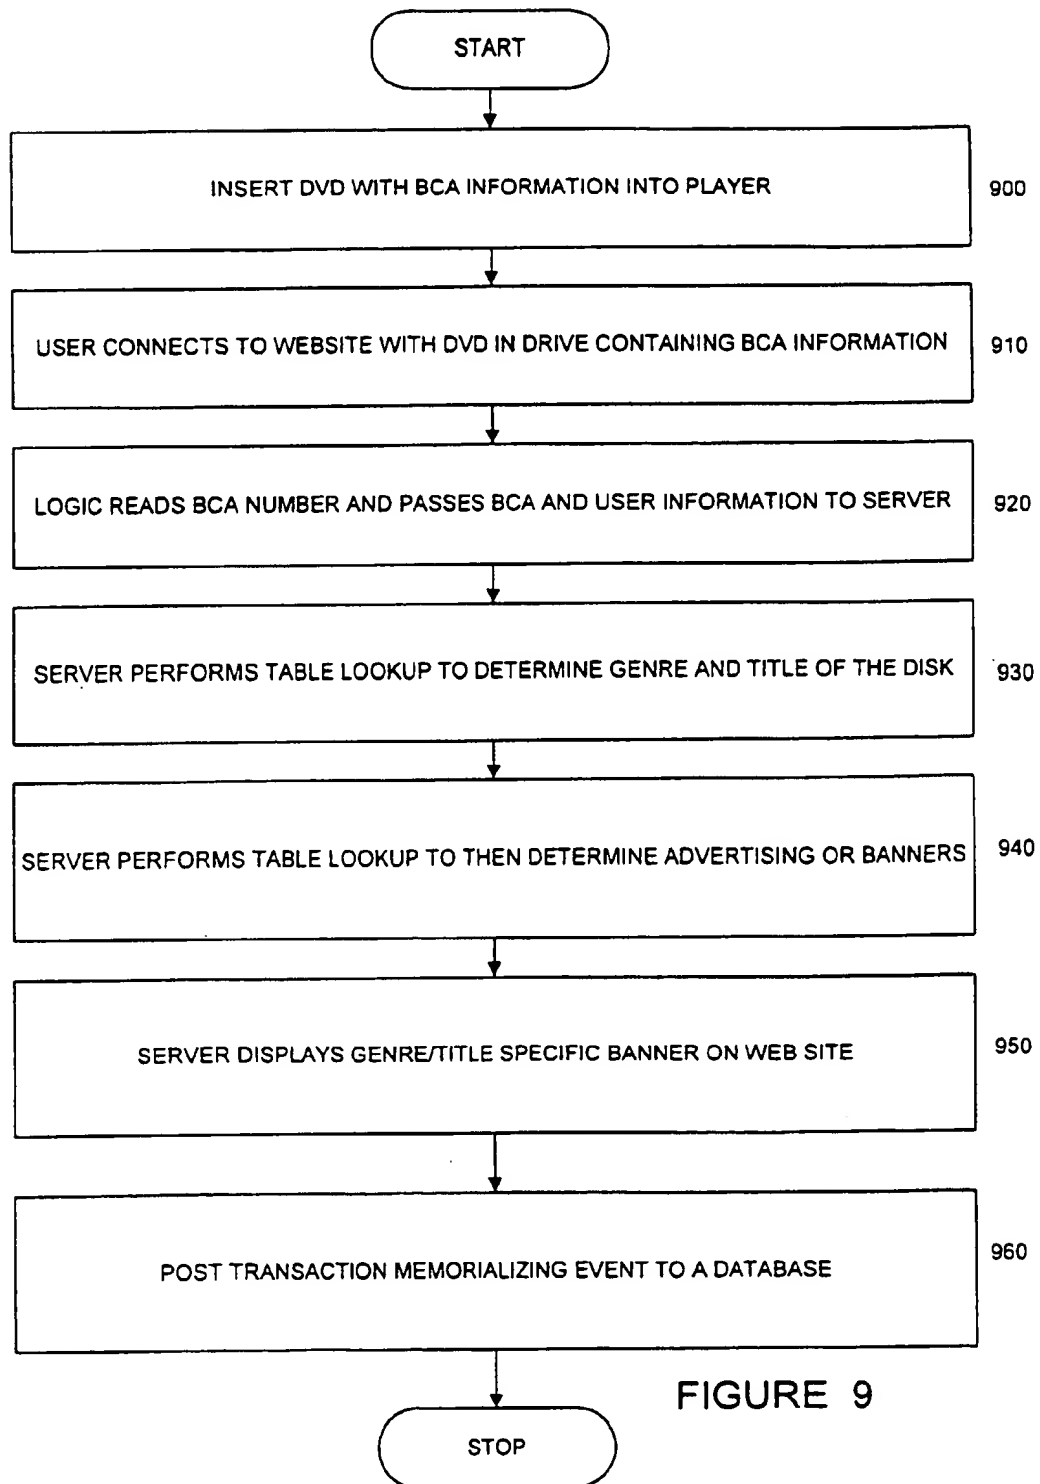 START
INSERT DVD WITH BCA INFORMATION INTO PLAYER
900
USER CONNECTS TO WEBSITE WITH DVD IN DRIVE CONTAINING BCA INFORMATION
910
LOGIC READS BCA NUMBER AND PASSES BCA AND USER INFORMATION TO SERVER
920
SERVER PERFORMS TABLE LOOKUP TO DETERMINE GENRE AND TITLE OF THE DISK
930
SERVER PERFORMS TABLE LOOKUP TO THEN DETERMINE ADVERTISING OR BANNERS
940
SERVER DISPLAYS GENRE/TITLE SPECIFIC BANNER ON WEB SITE
950
POST TRANSACTION MEMORIALIZING EVENT TO A DATABASE
960
FIGURE 9
STOP